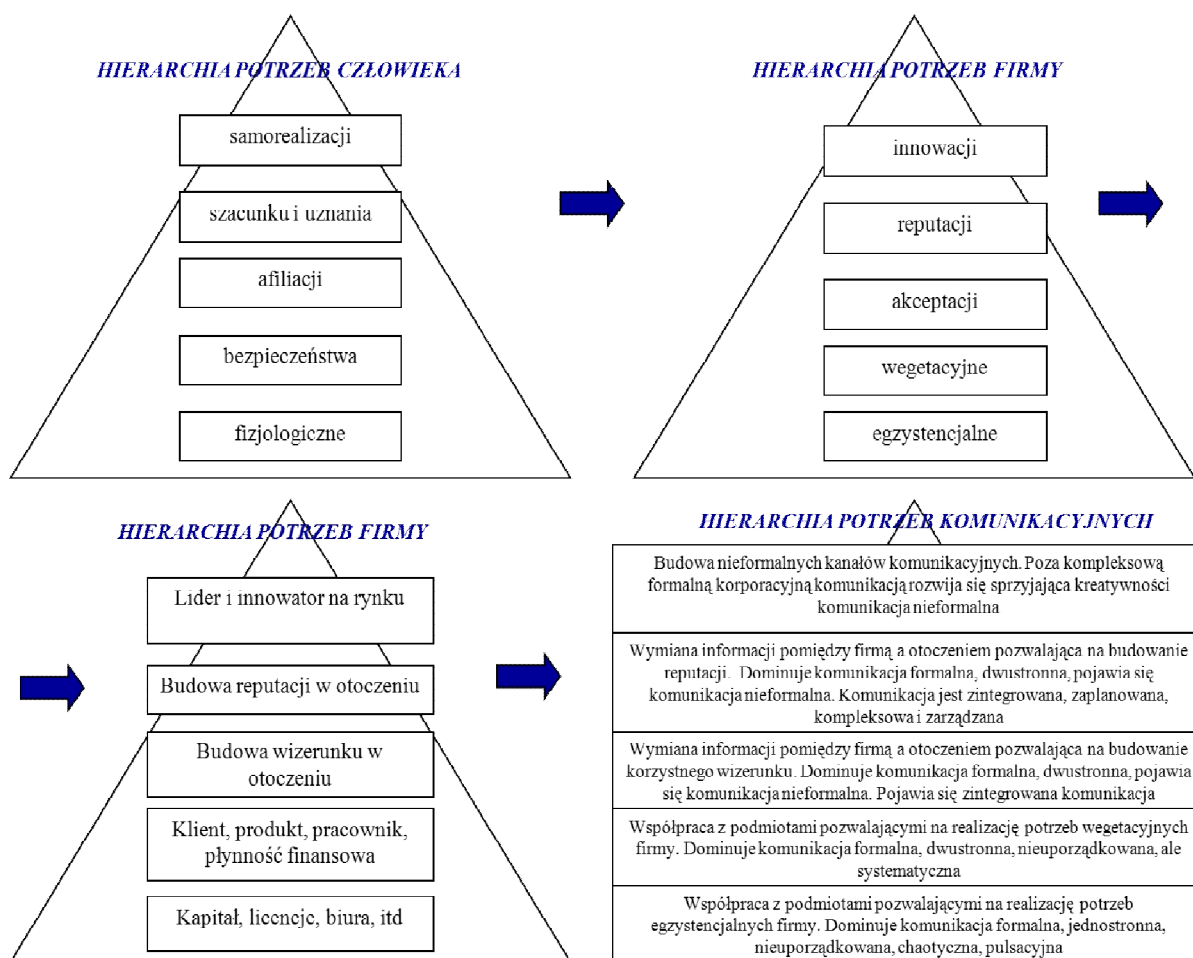 HIERARCHIA POTRZEB CZŁOWIEKA
samorealizacji
szacunku i uznania
afiliacji
bezpieczeństwa
fizjologiczne
HIERARCHIA POTRZEB FIRMY
innowacji
reputacji
akceptacji
wegetacyjne
egzystencjalne
HIERARCHIA POTRZEB FIRMY
Lider i innowator na rynku
Budowa reputacji w otoczeniu
Budowa wizerunku w
otoczeniu
Klient, produkt, pracownik,
płynność finansowa
Kapitał, licencje, biura, itd
HIERARCHIA POTRZEB KOMUNIKACYJNYCH
Budowa nieformalnych kanałów komunikacyjnych. Poza kompleksową
formalną korporacyjną komunikacją rozwija się sprzyjająca kreatywności
komunikacja nieformalna
Wymiana informacji pomiędzy firmą a otoczeniem pozwalająca na budowanie
reputacji. Dominuje komunikacja formalna, dwustronna, pojawia się
komunikacja nieformalna. Komunikacja jest zintegrowana, zaplanowana,
kompleksowa i zarządzana
Wymiana informacji pomiędzy firmą a otoczeniem pozwalająca na budowanie
korzystnego wizerunku. Dominuje komunikacja formalna, dwustronna, pojawia
się komunikacja nieformalna. Pojawia się zintegrowana komunikacja
Współpraca z podmiotami pozwalającymi na realizację potrzeb wegetacyjnych
firmy. Dominuje komunikacja formalna, dwustronna, nieuporządkowana, ale
systematyczna
Współpraca z podmiotami pozwalającymi na realizację potrzeb
egzystencjalnych firmy. Dominuje komunikacja formalna, jednostronna,
nieuporządkowana, chaotyczna, pulsacyjna